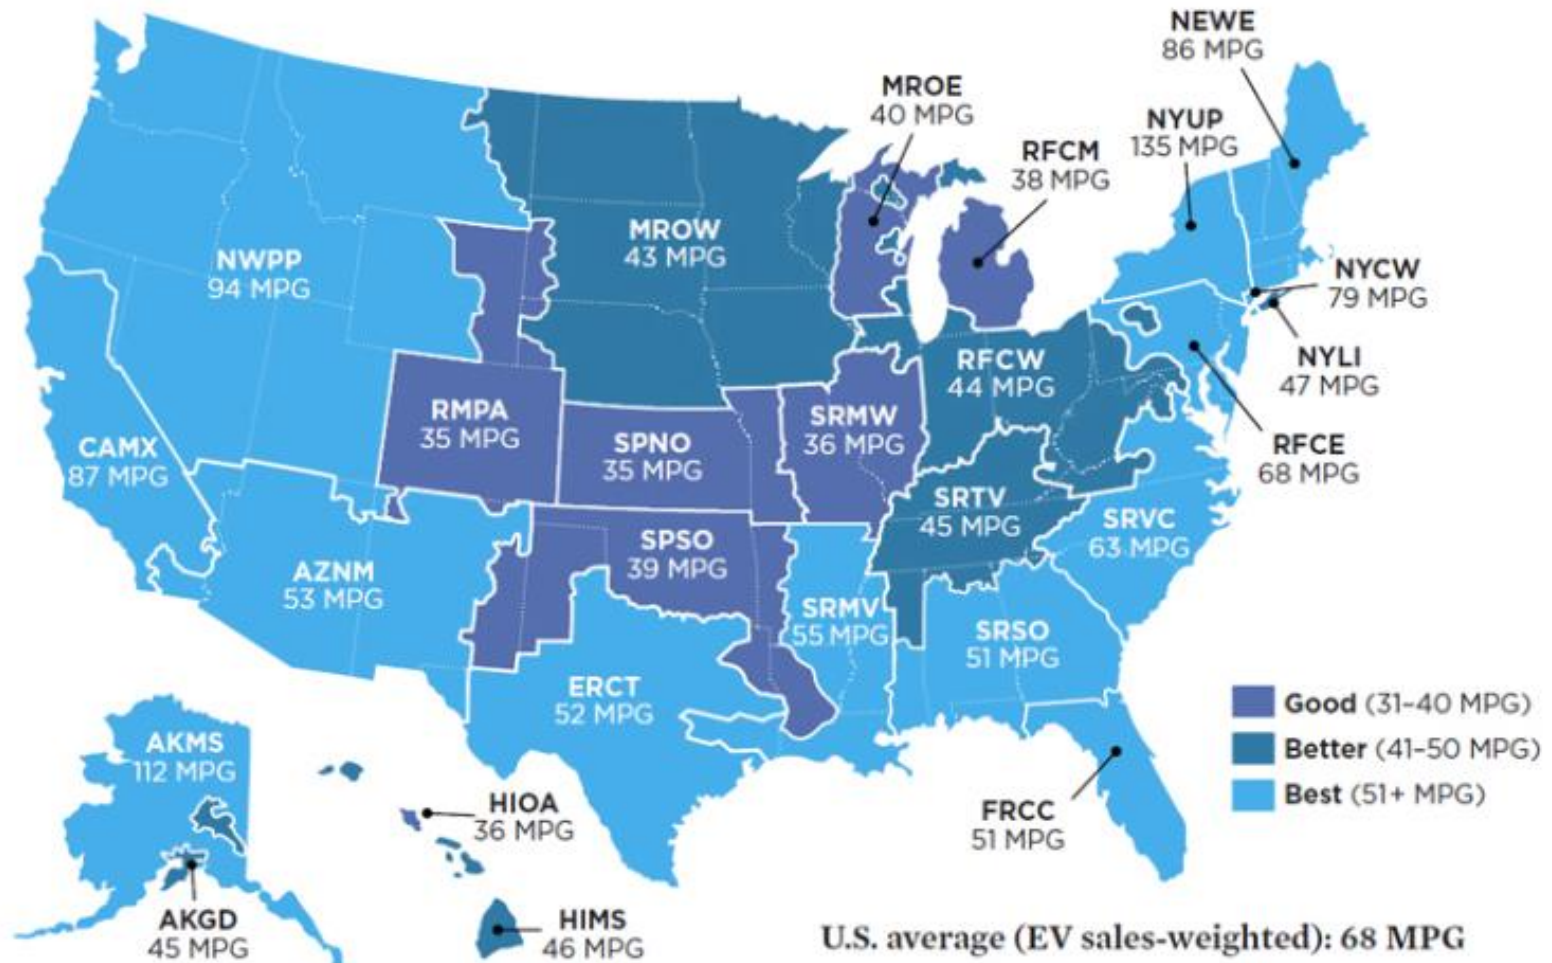 NEWE
86 MPG
MROE
40 MPG
NYUP
135 MPG
RFCM
38 MPG
MROW
43 MPG
NWPP
94 MPG
NYCW
79 MPG
NYLI
47 MPG
RFCW
44 MPG
RMPA
35 MPG
SPNO
35 MPG
SRMW
36 MPG
CAMX
87 MPG
RFCE
68 MPG
SRTV
45 MPG
SRVC
63 MPG
SPSO
39 MPG
AZNM
53 MPG
SRMV
55 MPG
SRSO
51 MPG
ERCT
52 MPG
Good (31–40 MPG)
Better (41–50 MPG)
Best (51+ MPG)
AKMS
112 MPG
HIOA
36 MPG
FRCC
51 MPG
AKGD
45 MPG
HIMS
46 MPG
U.S. average (EV sales-weighted): 68 MPG